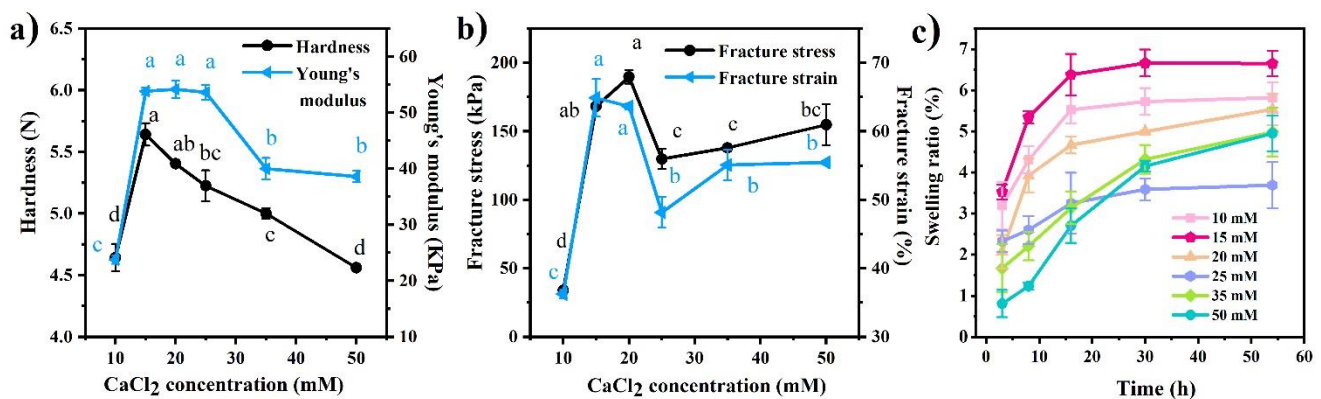 a)
Hardness (N)
6.5
6.0
5.5
5.0
4.5
4.0
Hardness
Young's
modulus
a a a
a
ab
bc
b
c
b
d
d
c
60
50
40
30
20
10
Young's modulus (KPa)
10 20 30 40 50
CaCl2 concentration (mM)
b)
Fracture stress (kPa)
200
150
100
50
0
Fracture stress
Fracture strain
a
a
ab
a
c
c
bc
b
b
b
d
c
70
60
50
40
30
Fracture strain (%)
10 20 30 40 50
CaCl2 concentration (mM)
c)
Swelling ratio (%)
7
6
5
4
3
2
1
0
10 mM
15 mM
20 mM
25 mM
35 mM
50 mM
0 10 20 30 40 50 60
Time (h)